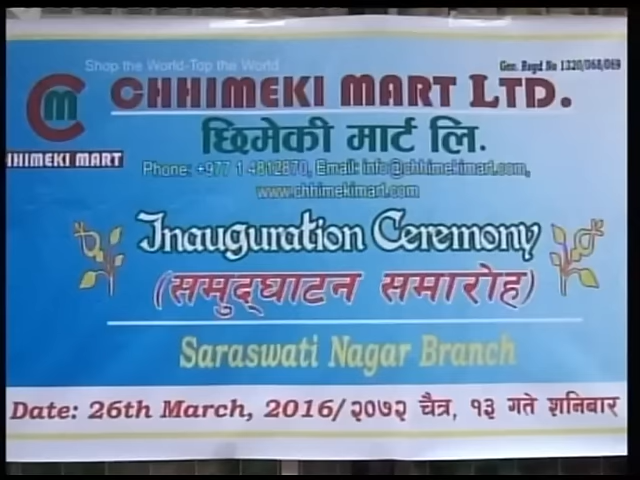 Shop the World-Top the World
Gov. Regd No 1320/068/069
CM CHHIMEKI MART LTD.
छिमेकी मार्ट लि.
HHIMEKI MART
Phone: +977 1 4812870, Email: info@chhimekimart.com,
www.chhimekimart.com
Inauguration Ceremony
(समुद्घाटन समारोह)
Saraswati Nagar Branch
Date: 26th March, 2016/२०७२ चैत्र, १३ गते शनिबार